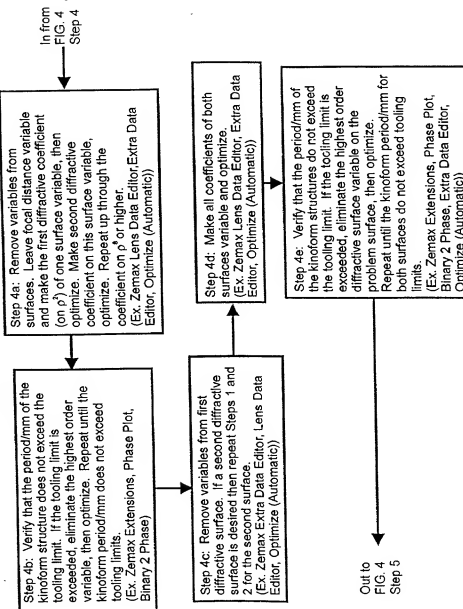 In from
FIG. 4
Step 4
Step 4a: Remove variables from
surfaces. Leave focal distance variable
and make the first diffractive coefficient
(on ρ²) of one surface variable, then
optimize. Make second diffractive
coefficient on this surface variable,
optimize. Repeat up through the
coefficient on ρ⁸ or higher.
(Ex. Zemax Lens Data Editor, Extra Data
Editor, Optimize (Automatic))
Step 4b: Verify that the period/mm of the
kinoform structure does not exceed the
tooling limit. If the tooling limit is
exceeded, eliminate the highest order
variable, then optimize. Repeat until the
kinoform period/mm does not exceed
tooling limits.
(Ex. Zemax Extensions, Phase Plot,
Binary 2 Phase)
Step 4c: Remove variables from first
diffractive surface. If a second diffractive
surface is desired then repeat Steps 1 and
2 for the second surface.
(Ex. Zemax Extra Data Editor, Lens Data
Editor, Optimize (Automatic))
Step 4d: Make all coefficients of both
surfaces variable and optimize.
(Ex. Zemax Lens Data Editor, Extra Data
Editor, Optimize (Automatic))
Step 4e: Verify that the period/mm of
the kinoform structures do not exceed
the tooling limit. If the tooling limit is
exceeded, eliminate the highest order
diffractive surface variable on the
problem surface, then optimize.
Repeat until the kinoform period/mm for
both surfaces do not exceed tooling
limits.
(Ex. Zemax Extensions, Phase Plot,
Binary 2 Phase, Extra Data Editor,
Optimize (Automatic)
Out to
FIG. 4
Step 5